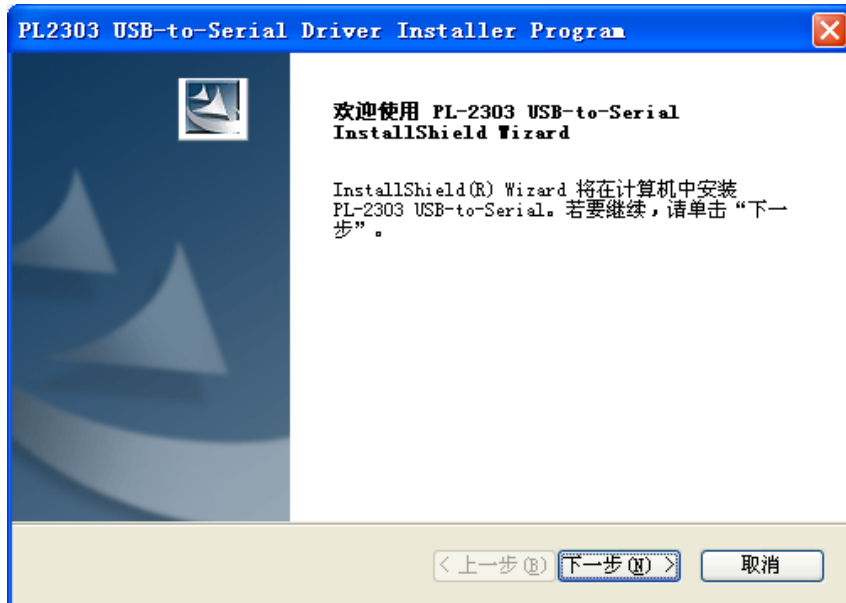 PL2303 USB-to-Serial Driver Installer Program
欢迎使用 PL-2303 USB-to-Serial
InstallShield Wizard
InstallShield(R) Wizard 将在计算机中安装
PL-2303 USB-to-Serial。若要继续，请单击“下一
步”。
< 上一步(B) 下一步(N) > 取消